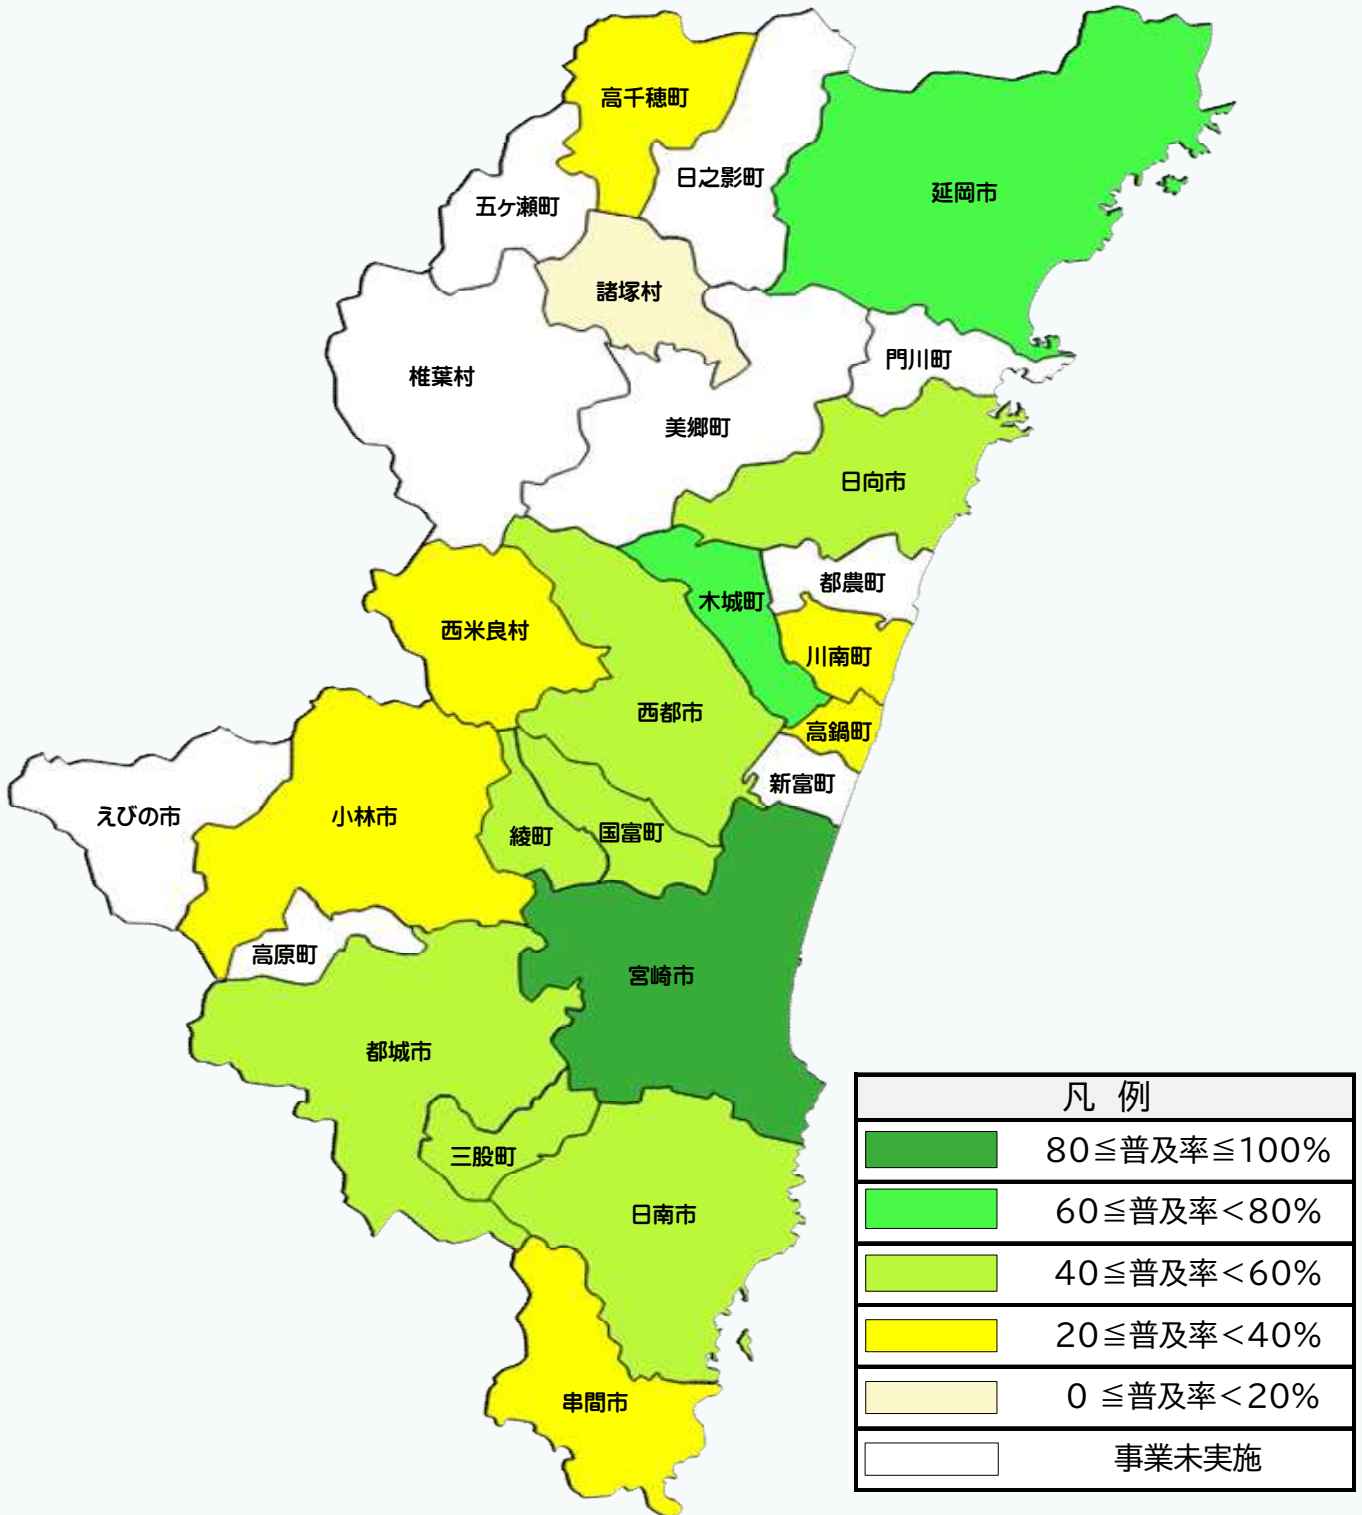 高千穂町
日之影町
延岡市
五ヶ瀬町
諸塚村
門川町
椎葉村
美郷町
日向市
都農町
木城町
西米良村
川南町
西都市
高鍋町
新富町
えびの市
小林市
綾町
国富町
高原町
宮崎市
都城市
三股町
日南市
串間市
凡 例
80≦普及率≦100%
60≦普及率<80%
40≦普及率<60%
20≦普及率<40%
0 ≦普及率<20%
事業未実施